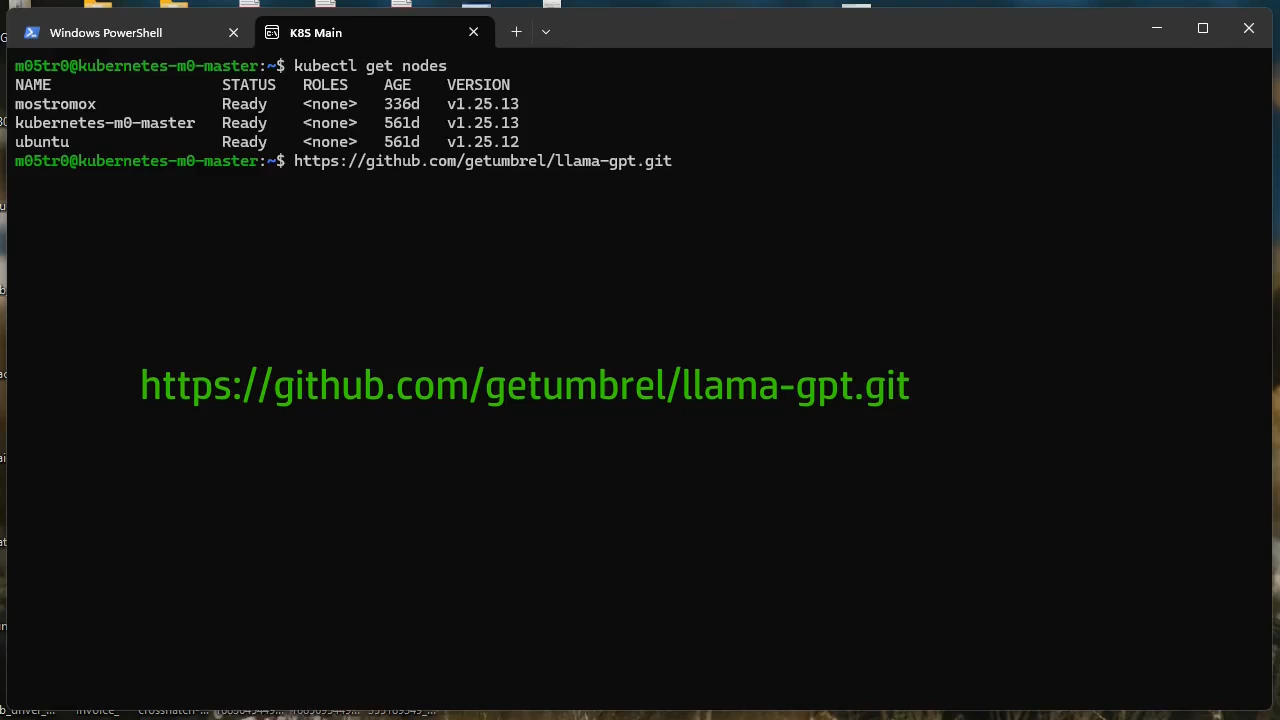 Windows PowerShell
K8S Main
m05tr0@kubernetes-m0-master:~$ kubectl get nodes
NAME STATUS ROLES AGE VERSION
mostromox Ready <none> 336d v1.25.13
kubernetes-m0-master Ready <none> 561d v1.25.13
ubuntu Ready <none> 561d v1.25.12
m05tr0@kubernetes-m0-master:~$ https://github.com/getumbrel/llama-gpt.git
https://github.com/getumbrel/llama-gpt.git